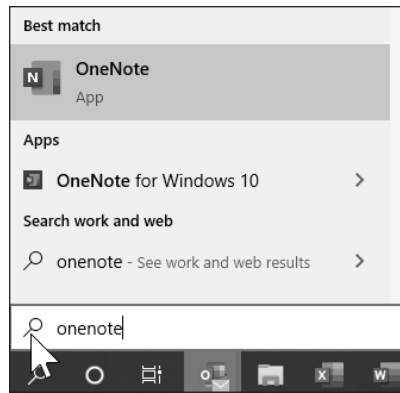 Best match
N OneNote
App
Apps
OneNote for Windows 10
Search work and web
onenote - See work and web results
onenote
X W